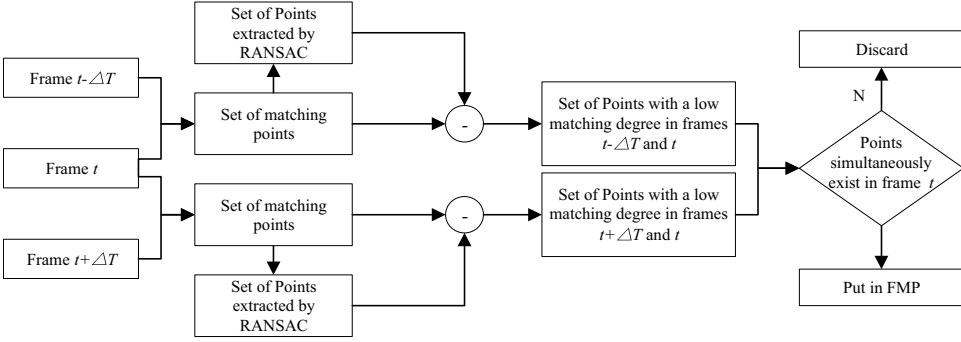 Frame t-△T
Frame t
Frame t+△T
Set of Points
extracted by
RANSAC
Set of matching
points
Set of matching
points
Set of Points
extracted by
RANSAC
-
-
Set of Points with a low
matching degree in frames
t-△T and t
Set of Points with a low
matching degree in frames
t+△T and t
Discard
N
Points
simultaneously
exist in frame t
Put in FMP